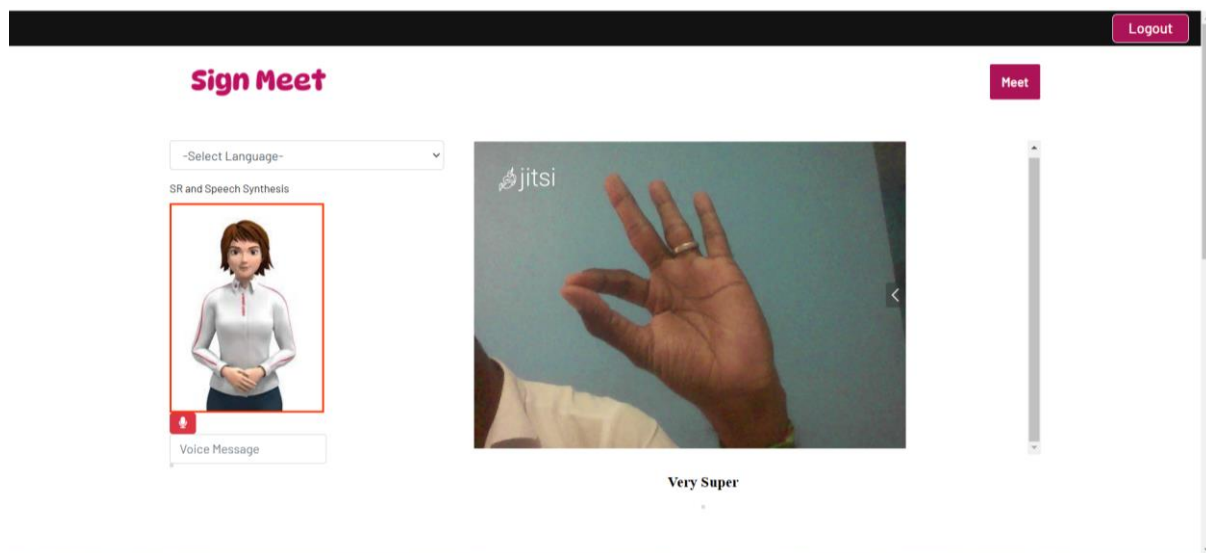 Logout
Sign Meet
Meet
-Select Language-
SR and Speech Synthesis
jitsi
Voice Message
Very Super